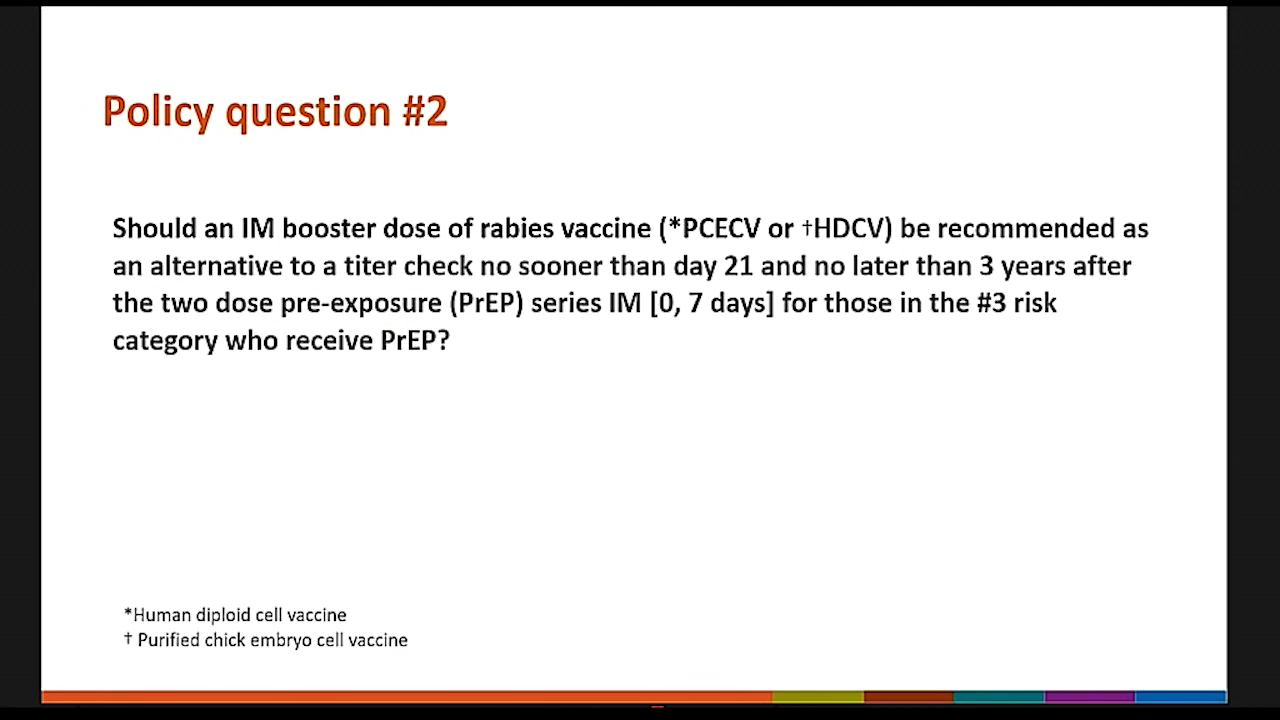 Policy question #2
Should an IM booster dose of rabies vaccine (*PCECV or †HDCV) be recommended as
an alternative to a titer check no sooner than day 21 and no later than 3 years after
the two dose pre-exposure (PrEP) series IM [0, 7 days] for those in the #3 risk
category who receive PrEP?
*Human diploid cell vaccine
† Purified chick embryo cell vaccine